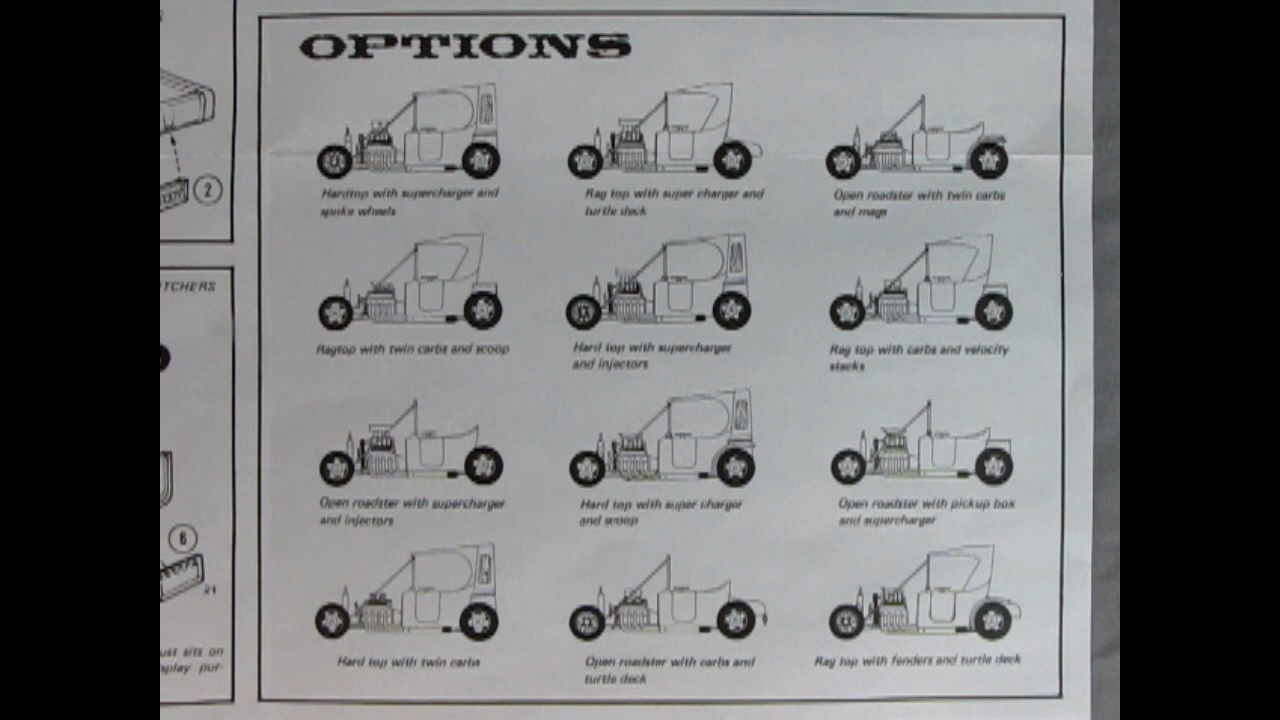 OPTIONS
2
Hardtop with supercharger and
spoke wheels
Rag top with super charger and
turtle deck
Open roadster with twin carbs
and mags
TCHERS
Ragtop with twin carbs and scoop
Hard top with supercharger
and injectors
Rag top with carbs and velocity
stacks
Open roadster with supercharger
and injectors
Hard top with super charger
and scoop
Open roadster with pickup box
and supercharger
6
21
ust sits on
splay pur-
Hard top with twin carbs
Open roadster with carbs and
turtle deck
Rag top with fenders and turtle deck